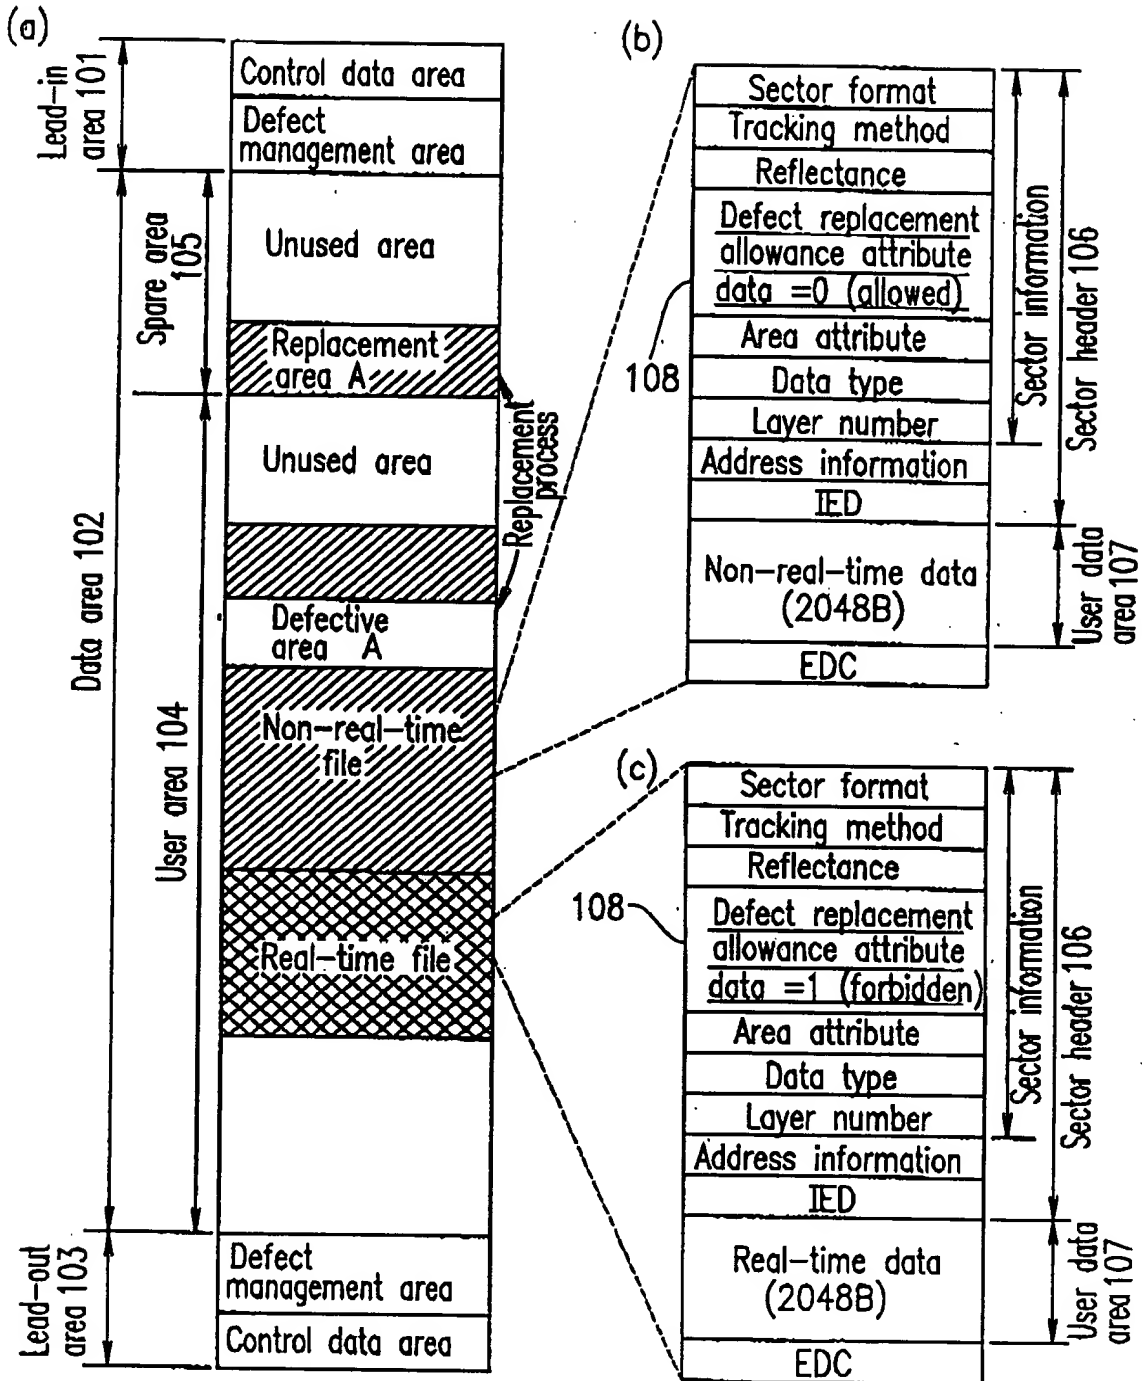 (a)
Lead-in
area 101
Control data area
Defect
management area
Data area 102
Spare area
105
Unused area
Replacement
area A
User area 104
Unused area
Replacement
process
Defective
area A
Non-real-time
file
Real-time file
Lead-out
area 103
Defect
management area
Control data area
(b)
Sector format
Tracking method
Reflectance
Defect replacement
allowance attribute
data =0 (allowed)
108
Area attribute
Data type
Layer number
Address information
IED
Non-real-time data
(2048B)
EDC
Sector information
Sector header 106
User data
area 107
(c)
Sector format
Tracking method
Reflectance
108
Defect replacement
allowance attribute
data =1 (forbidden)
Area attribute
Data type
Layer number
Address information
IED
Real-time data
(2048B)
EDC
Sector information
Sector header 106
User data
area 107